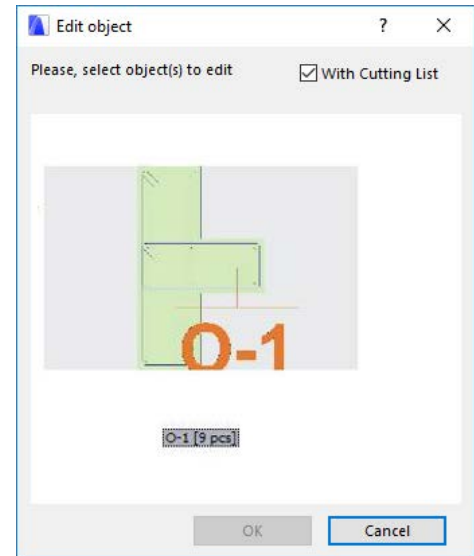 Edit object
Please, select object(s) to edit
With Cutting List
O-1
O-1 [9 pcs]
OK
Cancel